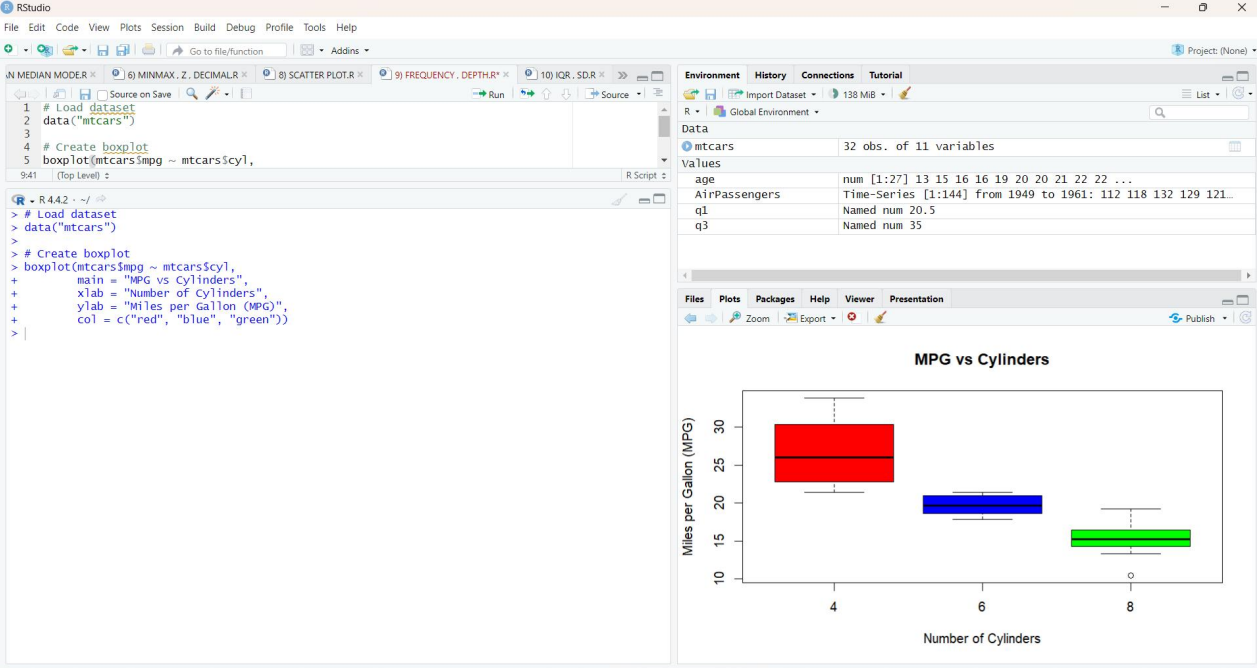 RStudio
File Edit Code View Plots Session Build Debug Profile Tools Help
Go to file/function Addins Project: (None)
AN MEDIAN MODE.R 6) MINMAX , Z , DECIMAL.R 8) SCATTER PLOT.R 9) FREQUENCY , DEPTH.R* 10) IQR , SD.R
Source on Save Run Source
1 # Load dataset
2 data("mtcars")
3
4 # Create boxplot
5 boxplot(mtcars$mpg ~ mtcars$cyl,
9:41 (Top Level) R Script
R 4.4.2 · ~/
> # Load dataset
> data("mtcars")
>
> # Create boxplot
> boxplot(mtcars$mpg ~ mtcars$cyl,
+ main = "MPG vs Cylinders",
+ xlab = "Number of Cylinders",
+ ylab = "Miles per Gallon (MPG)",
+ col = c("red", "blue", "green"))
>
Environment History Connections Tutorial
Import Dataset 138 MiB List
R Global Environment
Data
mtcars 32 obs. of 11 variables
Values
age num [1:27] 13 15 16 16 19 20 20 21 22 22 ...
AirPassengers Time-Series [1:144] from 1949 to 1961: 112 118 132 129 121…
q1 Named num 20.5
q3 Named num 35
Files Plots Packages Help Viewer Presentation
Zoom Export Publish
MPG vs Cylinders
Miles per Gallon (MPG)
30
25
20
15
10
4 6 8
Number of Cylinders